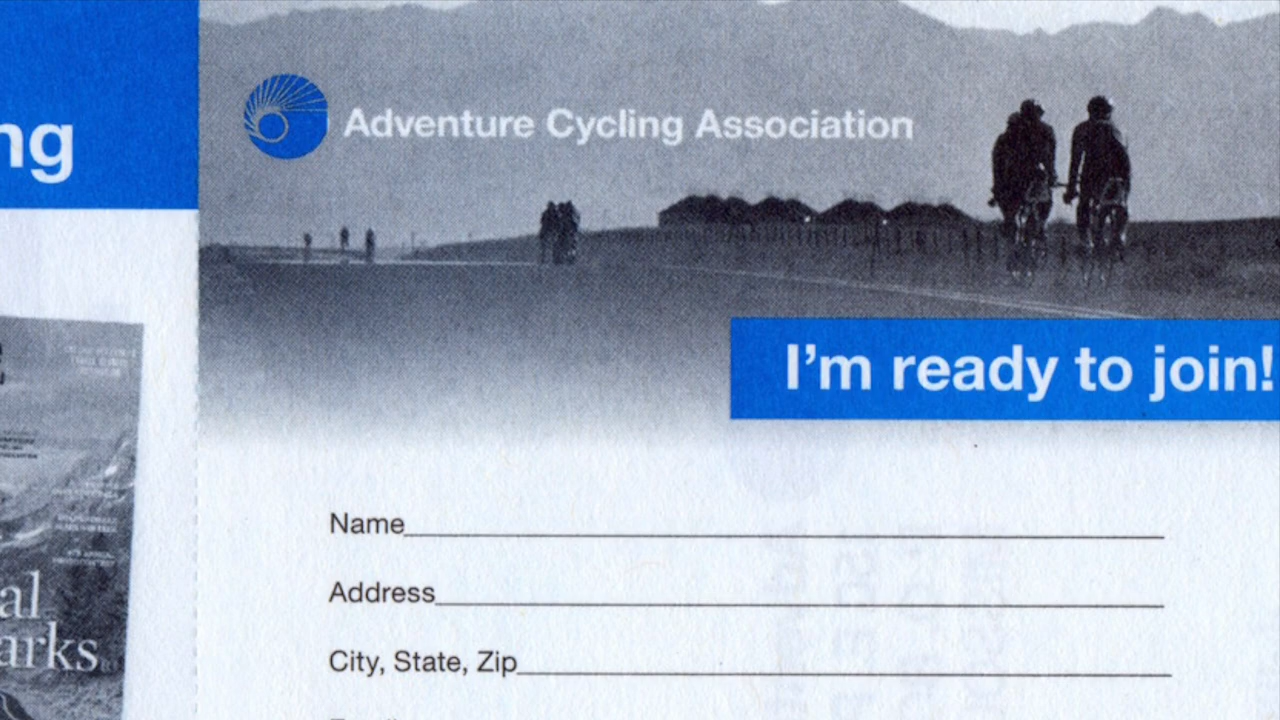 ng
Adventure Cycling Association
I'm ready to join!
Name
Address
City, State, Zip
al
arks